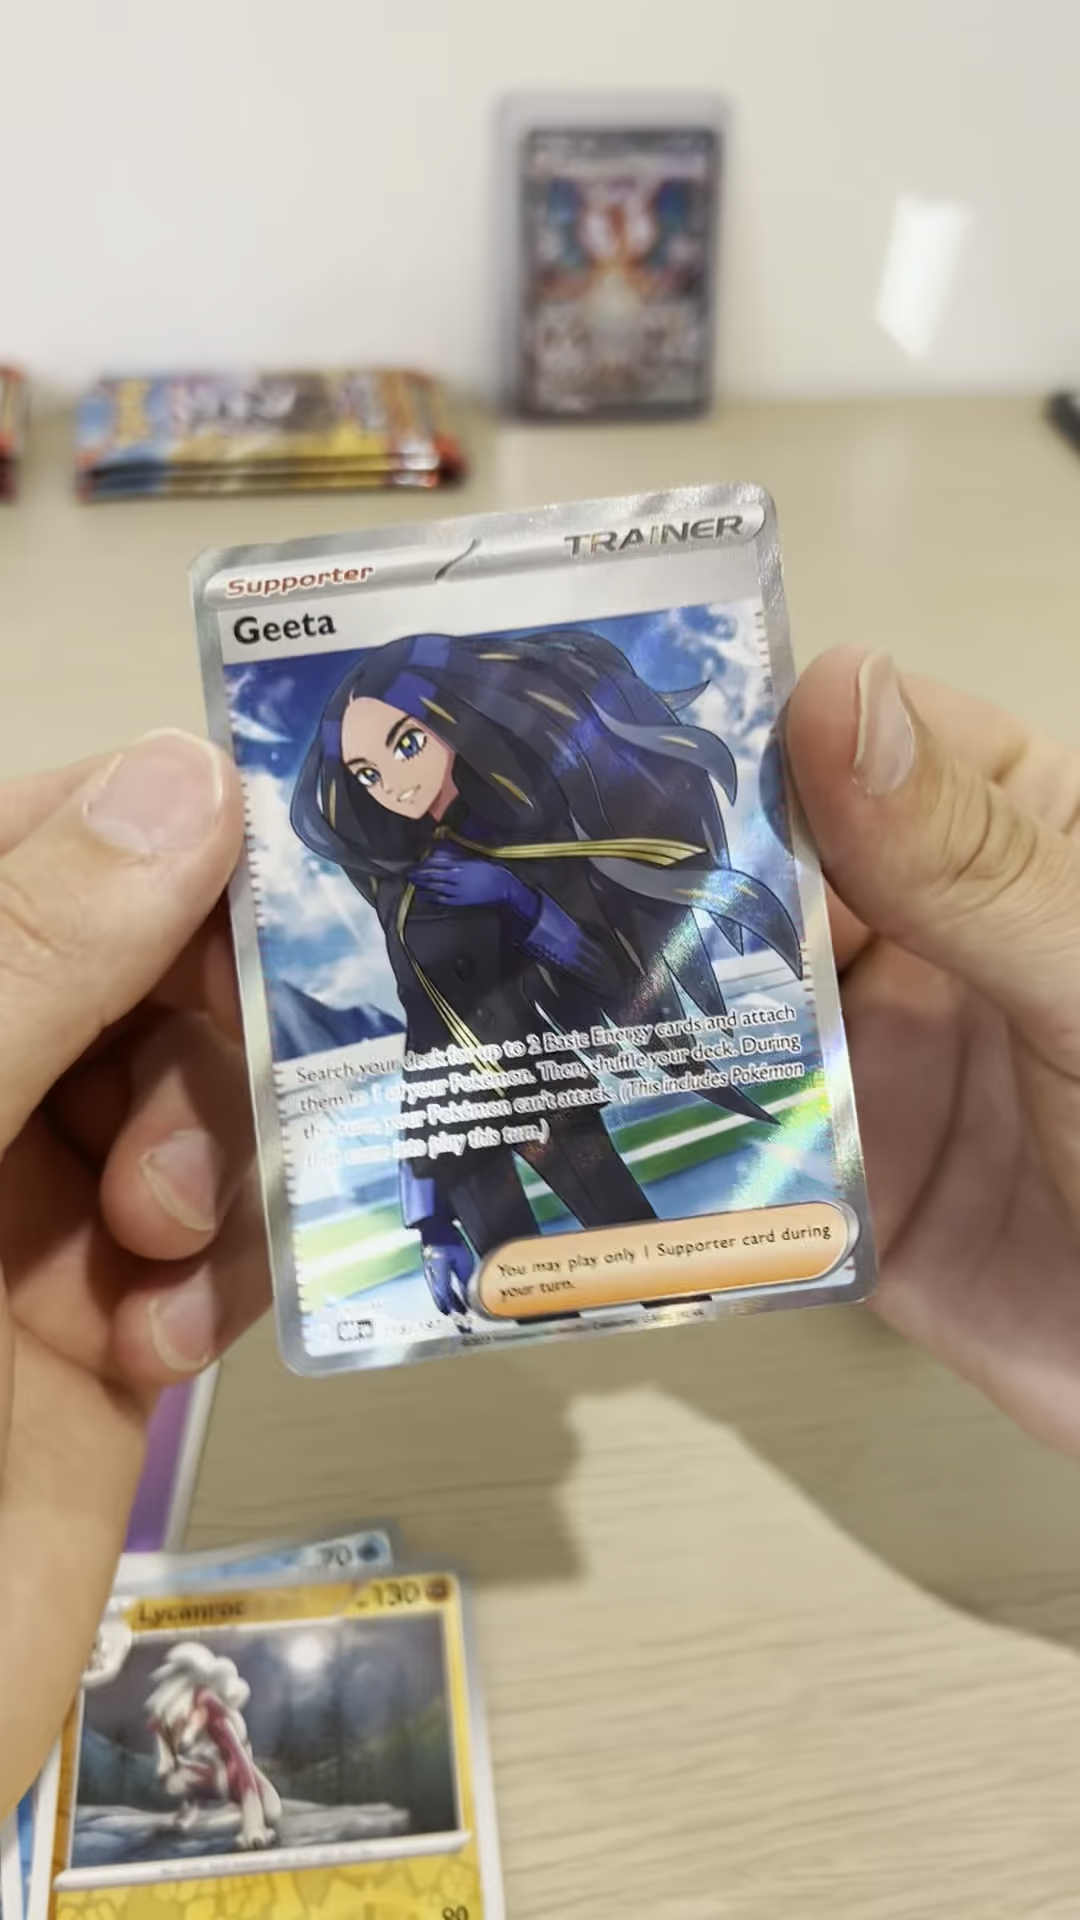 Supporter
TRAINER
Geeta
Search your deck for up to 2 Basic Energy cards and attach
them to 1 of your Pokémon. Then, shuffle your deck. During
this turn, your Pokémon can't attack. (This includes Pokémon
that come into play this turn.)
You may play only 1 Supporter card during
your turn.
70
Lycanroc
130
80